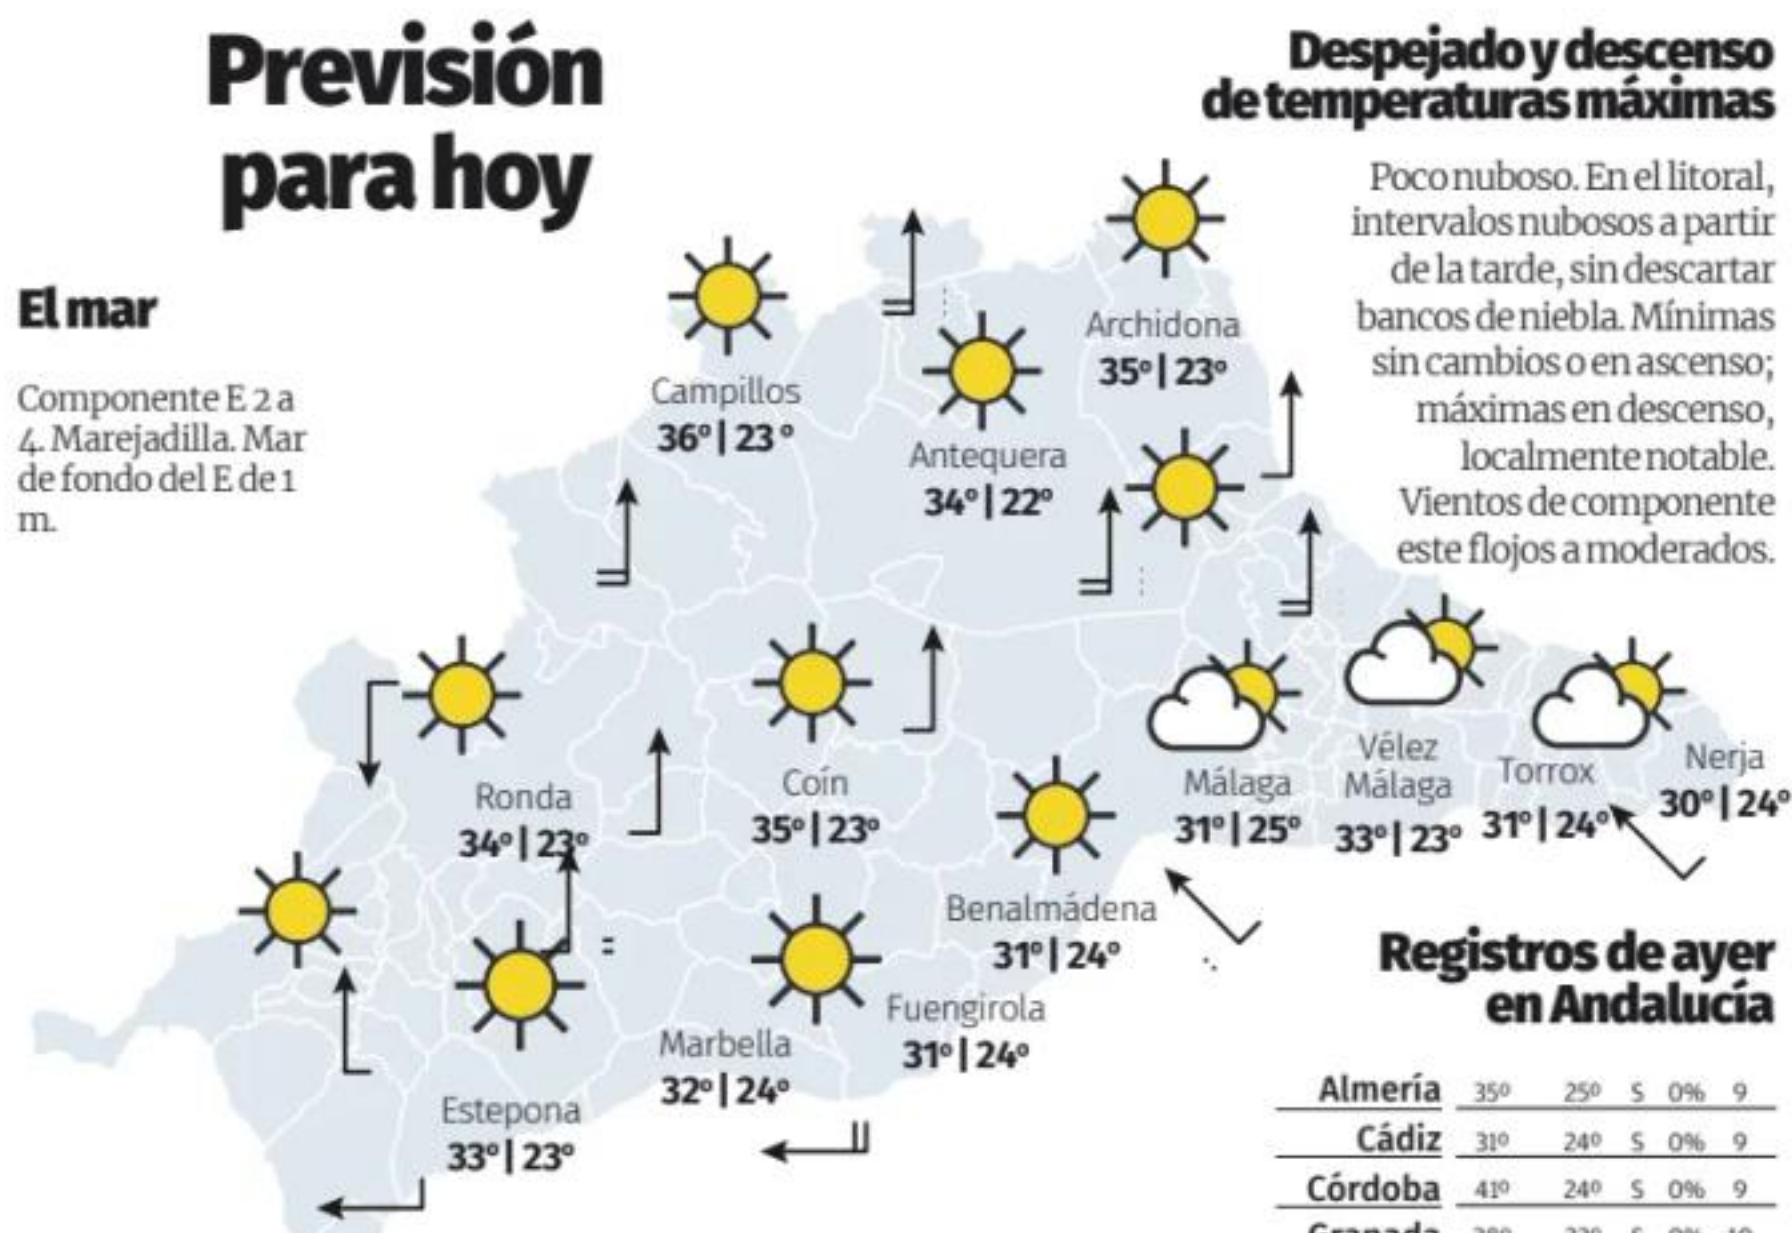 Previsión
para hoy
El mar
Componente E 2 a
4. Marejadilla. Mar
de fondo del E de 1
m.
Despejado y descenso
de temperaturas máximas
Poco nuboso. En el litoral,
intervalos nubosos a partir
de la tarde, sin descartar
bancos de niebla. Mínimas
sin cambios o en ascenso;
máximas en descenso,
localmente notable.
Vientos de componente
este flojos a moderados.
Archidona
35º | 23º
Campillos
36º | 23º
Antequera
34º | 22º
Ronda
34º | 23º
Coín
35º | 23º
Málaga
31º | 25º
Vélez
Málaga
33º | 23º
Torrox
31º | 24º
Nerja
30º | 24º
Benalmádena
31º | 24º
Fuengirola
31º | 24º
Marbella
32º | 24º
Estepona
33º | 23º
Registros de ayer
en Andalucía
Almería 35º 25º S 0% 9
Cádiz 31º 24º S 0% 9
Córdoba 41º 24º S 0% 9
Granada